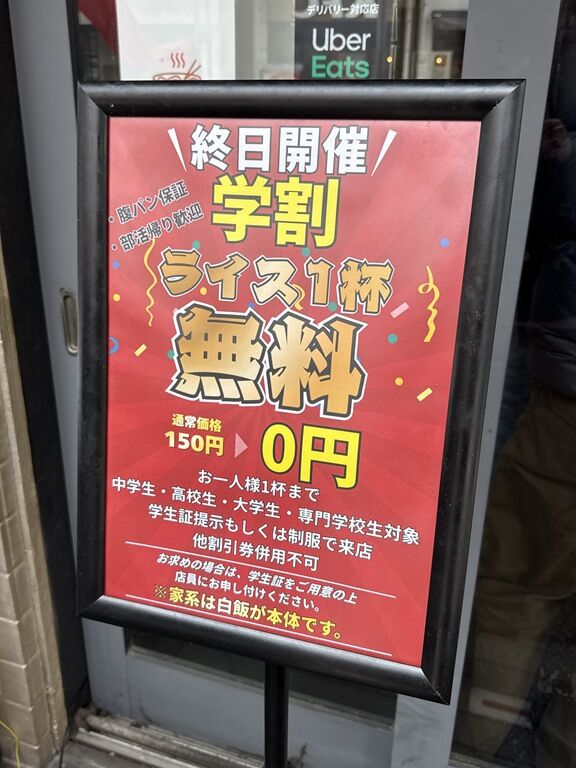 デリバリー対応店
Uber
Eats
終日開催
・腹パン保証
・部活帰り歓迎
学割
ライス1杯
無料
通常価格
150円
0円
お一人様1杯まで
中学生・高校生・大学生・専門学校生対象
学生証提示もしくは制服で来店
他割引券併用不可
お求めの場合は、学生証をご用意の上
店員にお申し付けください。
※家系は白飯が本体です。